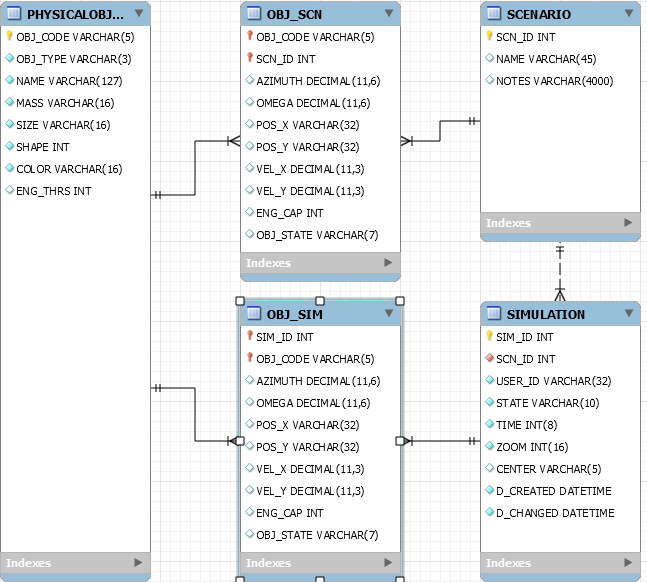 PHYSICALOBJ...
OBJ_CODE VARCHAR(5)
OBJ_TYPE VARCHAR(3)
NAME VARCHAR(127)
MASS VARCHAR(16)
SIZE VARCHAR(16)
SHAPE INT
COLOR VARCHAR(16)
ENG_THRS INT
Indexes
OBJ_SCN
OBJ_CODE VARCHAR(5)
SCN_ID INT
AZIMUTH DECIMAL(11,6)
OMEGA DECIMAL(11,6)
POS_X VARCHAR(32)
POS_Y VARCHAR(32)
VEL_X DECIMAL(11,3)
VEL_Y DECIMAL(11,3)
ENG_CAP INT
OBJ_STATE VARCHAR(7)
Indexes
SCENARIO
SCN_ID INT
NAME VARCHAR(45)
NOTES VARCHAR(4000)
Indexes
OBJ_SIM
SIM_ID INT
OBJ_CODE VARCHAR(5)
AZIMUTH DECIMAL(11,6)
OMEGA DECIMAL(11,6)
POS_X VARCHAR(32)
POS_Y VARCHAR(32)
VEL_X DECIMAL(11,3)
VEL_Y DECIMAL(11,3)
ENG_CAP INT
OBJ_STATE VARCHAR(7)
Indexes
SIMULATION
SIM_ID INT
SCN_ID INT
USER_ID VARCHAR(32)
STATE VARCHAR(10)
TIME INT(8)
ZOOM INT(16)
CENTER VARCHAR(5)
D_CREATED DATETIME
D_CHANGED DATETIME
Indexes